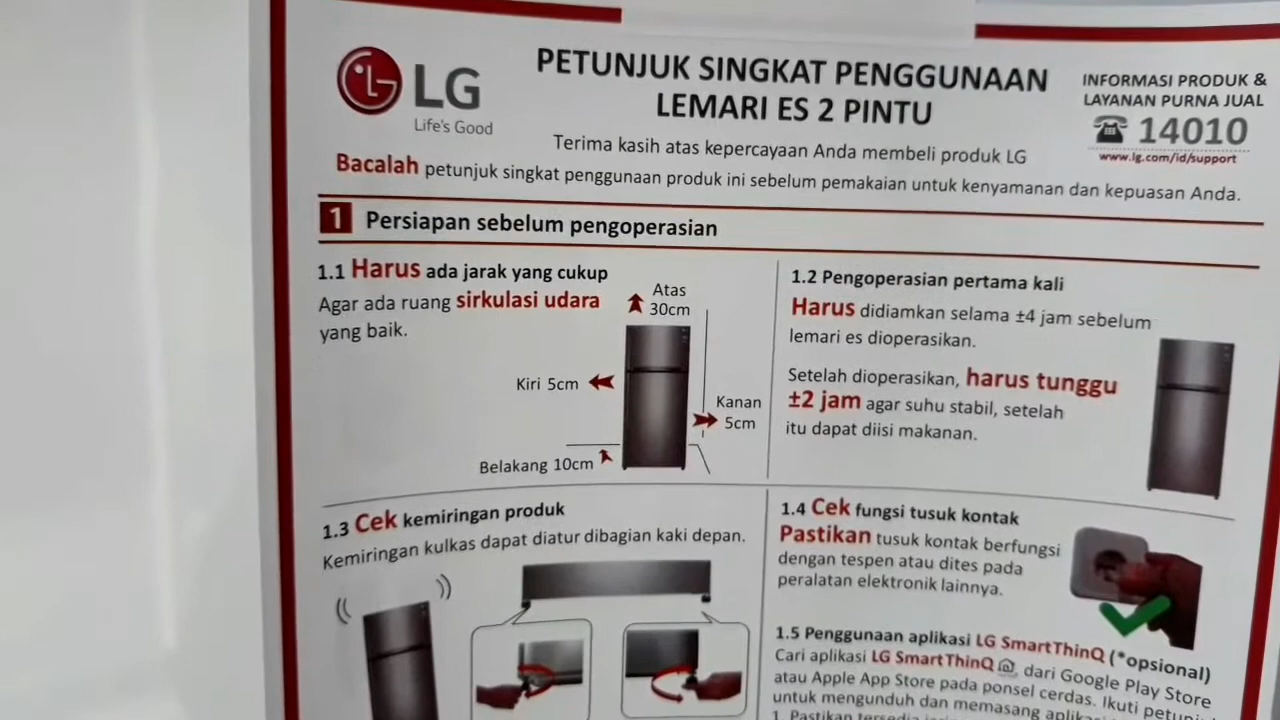 LG
Life's Good
PETUNJUK SINGKAT PENGGUNAAN
LEMARI ES 2 PINTU
INFORMASI PRODUK &
LAYANAN PURNA JUAL
14010
www.lg.com/id/support
Terima kasih atas kepercayaan Anda membeli produk LG
Bacalah petunjuk singkat penggunaan produk ini sebelum pemakaian untuk kenyamanan dan kepuasan Anda.
1 Persiapan sebelum pengoperasian
1.1 Harus ada jarak yang cukup
Agar ada ruang sirkulasi udara
yang baik.
Atas
30cm
Kiri 5cm
Kanan
5cm
Belakang 10cm
1.2 Pengoperasian pertama kali
Harus didiamkan selama ±4 jam sebelum
lemari es dioperasikan.
Setelah dioperasikan, harus tunggu
±2 jam agar suhu stabil, setelah
itu dapat diisi makanan.
1.3 Cek kemiringan produk
Kemiringan kulkas dapat diatur dibagian kaki depan.
1.4 Cek fungsi tusuk kontak
Pastikan tusuk kontak berfungsi
dengan tespen atau dites pada
peralatan elektronik lainnya.
1.5 Penggunaan aplikasi LG SmartThinQ (*opsional)
Cari aplikasi LG SmartThinQ, dari Google Play Store
atau Apple App Store pada ponsel cerdas. Ikuti
untuk mengunduh dan memasang
1. Pastikan tersedia